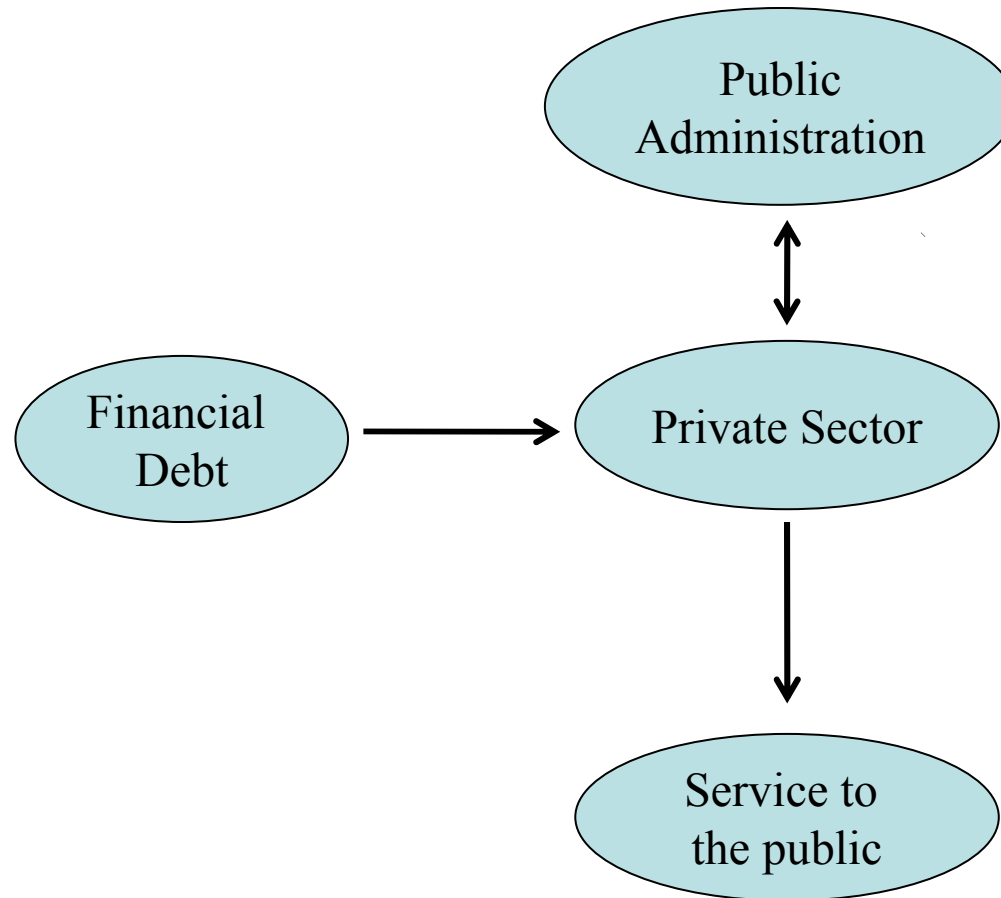 Public
Administration
Financial
Debt
Private Sector
Service to
the public